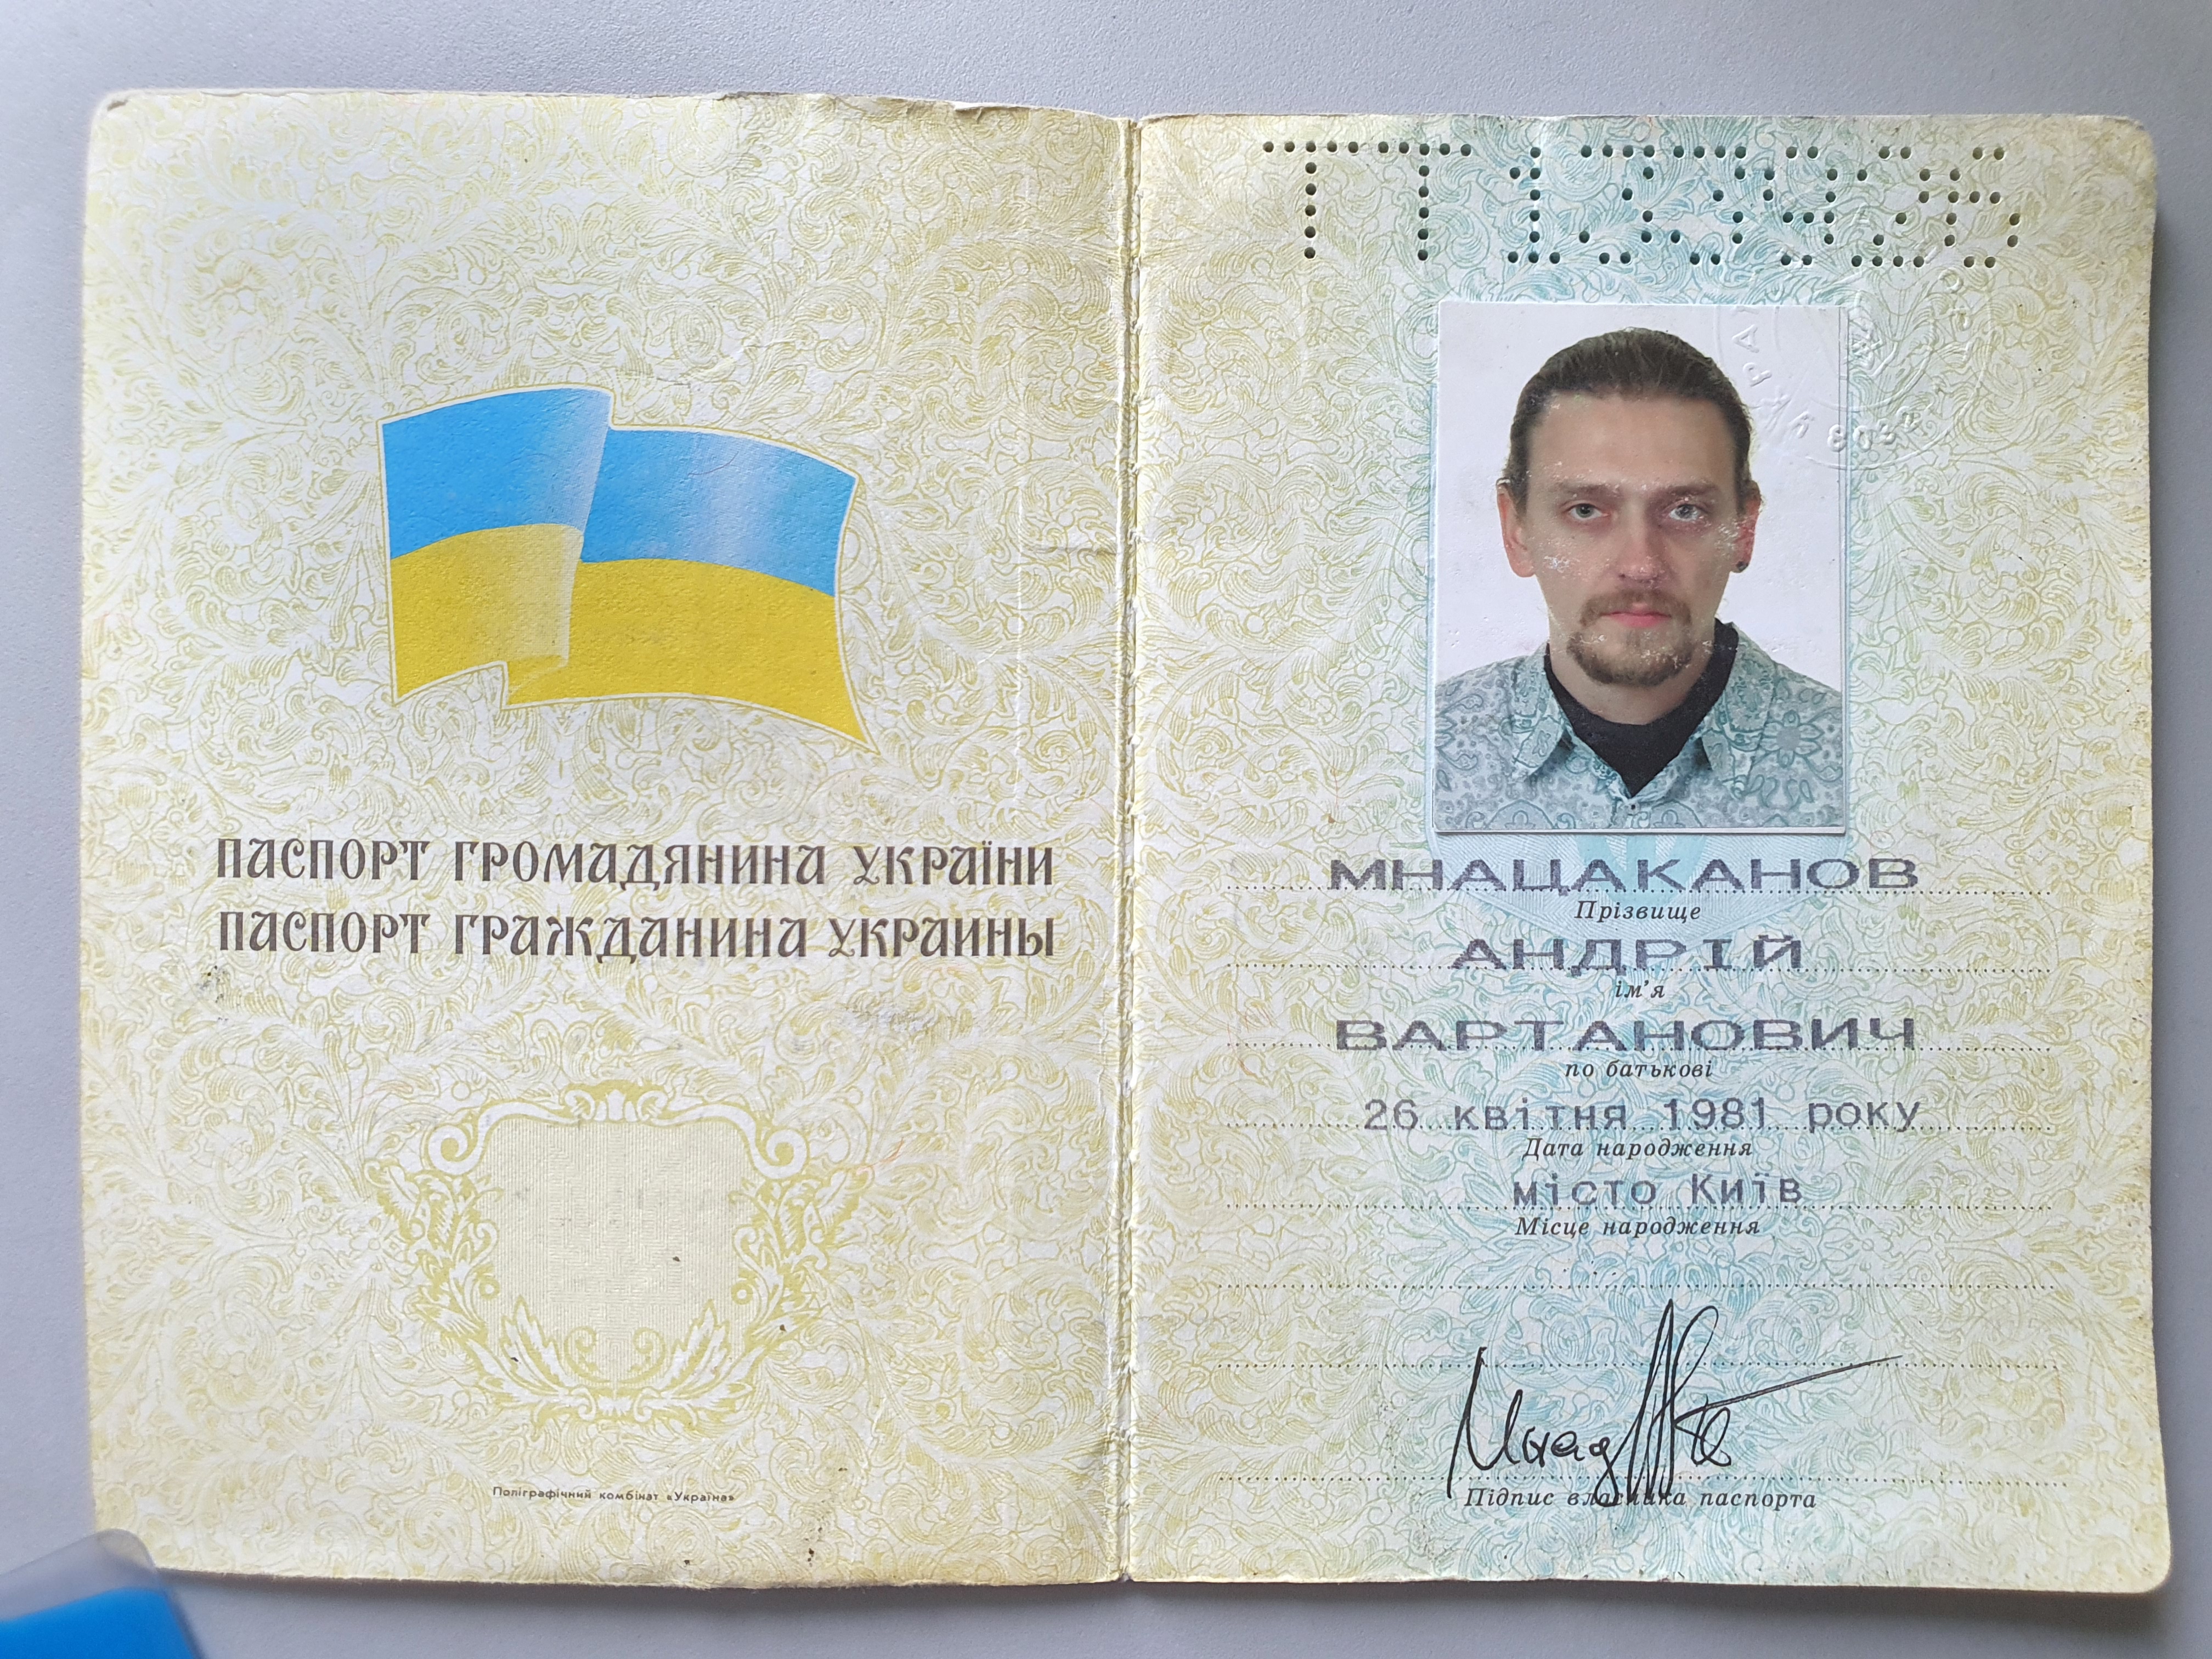 ПАСПОРТ ГРОМАДЯНИНА УКРАЇНИ
ПАСПОРТ ГРАЖДАНИНА УКРАИНЫ
Поліграфічний комбінат «Україна»
МНАЦАКАНОВ
Прізвище
АНДРІЙ
ім'я
ВАРТАНОВИЧ
по батькові
26 квітня 1981 року
Дата народження
місто Київ
Місце народження
Підпис власника паспорта